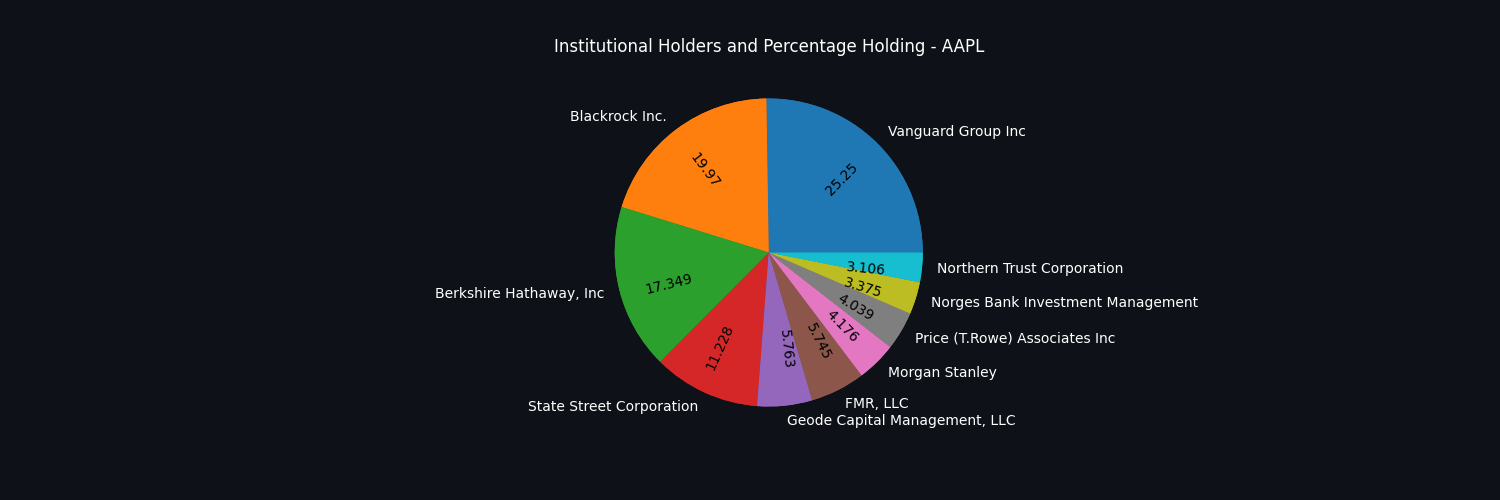 Institutional Holders and Percentage Holding - AAPL
Blackrock Inc.
Vanguard Group Inc
19.97
25.25
Northern Trust Corporation
3.106
Berkshire Hathaway, Inc
17.349
3.375
Norges Bank Investment Management
4.039
Price (T.Rowe) Associates Inc
4.176
11.228
5.763
5.745
Morgan Stanley
State Street Corporation
FMR, LLC
Geode Capital Management, LLC